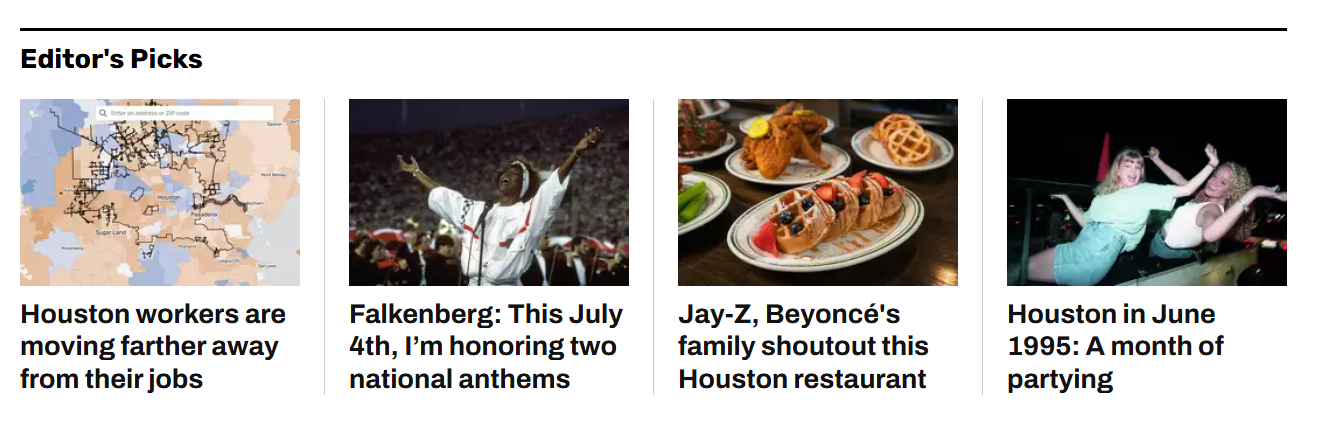 Editor's Picks
Enter an address or ZIP code
Houston
Pasadena
Sugar Land
Houston workers are
moving farther away
from their jobs
Falkenberg: This July
4th, I’m honoring two
national anthems
Jay-Z, Beyoncé's
family shoutout this
Houston restaurant
Houston in June
1995: A month of
partying